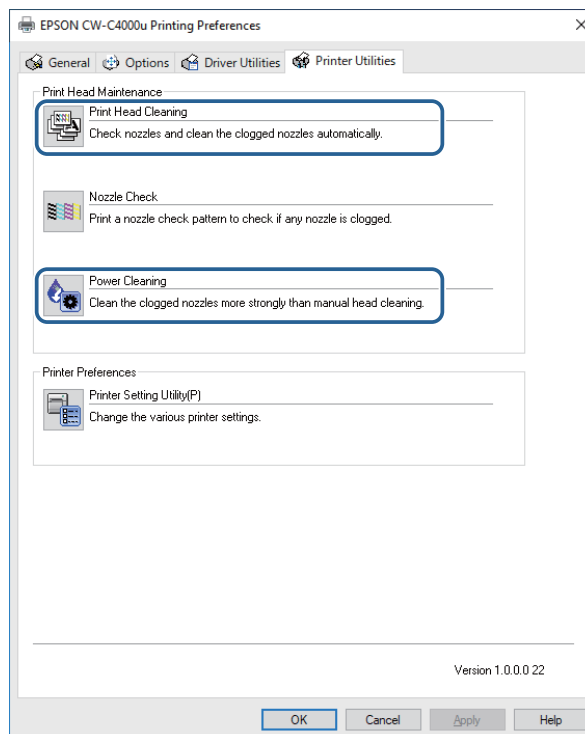 EPSON CW-C4000u Printing Preferences
General Options Driver Utilities Printer Utilities
Print Head Maintenance
Print Head Cleaning
Check nozzles and clean the clogged nozzles automatically.
Nozzle Check
Print a nozzle check pattern to check if any nozzle is clogged.
Power Cleaning
Clean the clogged nozzles more strongly than manual head cleaning.
Printer Preferences
Printer Setting Utility(P)
Change the various printer settings.
Version 1.0.0.0 22
OK Cancel Apply Help